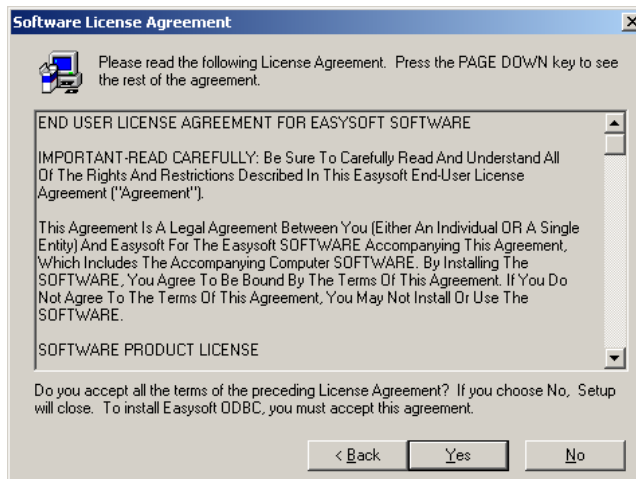 Software License Agreement
Please read the following License Agreement. Press the PAGE DOWN key to see
the rest of the agreement.
END USER LICENSE AGREEMENT FOR EASYSOFT SOFTWARE
IMPORTANT-READ CAREFULLY: Be Sure To Carefully Read And Understand All
Of The Rights And Restrictions Described In This Easysoft End-User License
Agreement ("Agreement").
This Agreement Is A Legal Agreement Between You (Either An Individual OR A Single
Entity) And Easysoft For The Easysoft SOFTWARE Accompanying This Agreement,
Which Includes The Accompanying Computer SOFTWARE. By Installing The
SOFTWARE, You Agree To Be Bound By The Terms Of This Agreement. If You Do
Not Agree To The Terms Of This Agreement, You May Not Install Or Use The
SOFTWARE.
SOFTWARE PRODUCT LICENSE
Do you accept all the terms of the preceding License Agreement? If you choose No, Setup
will close. To install Easysoft ODBC, you must accept this agreement.
< Back Yes No